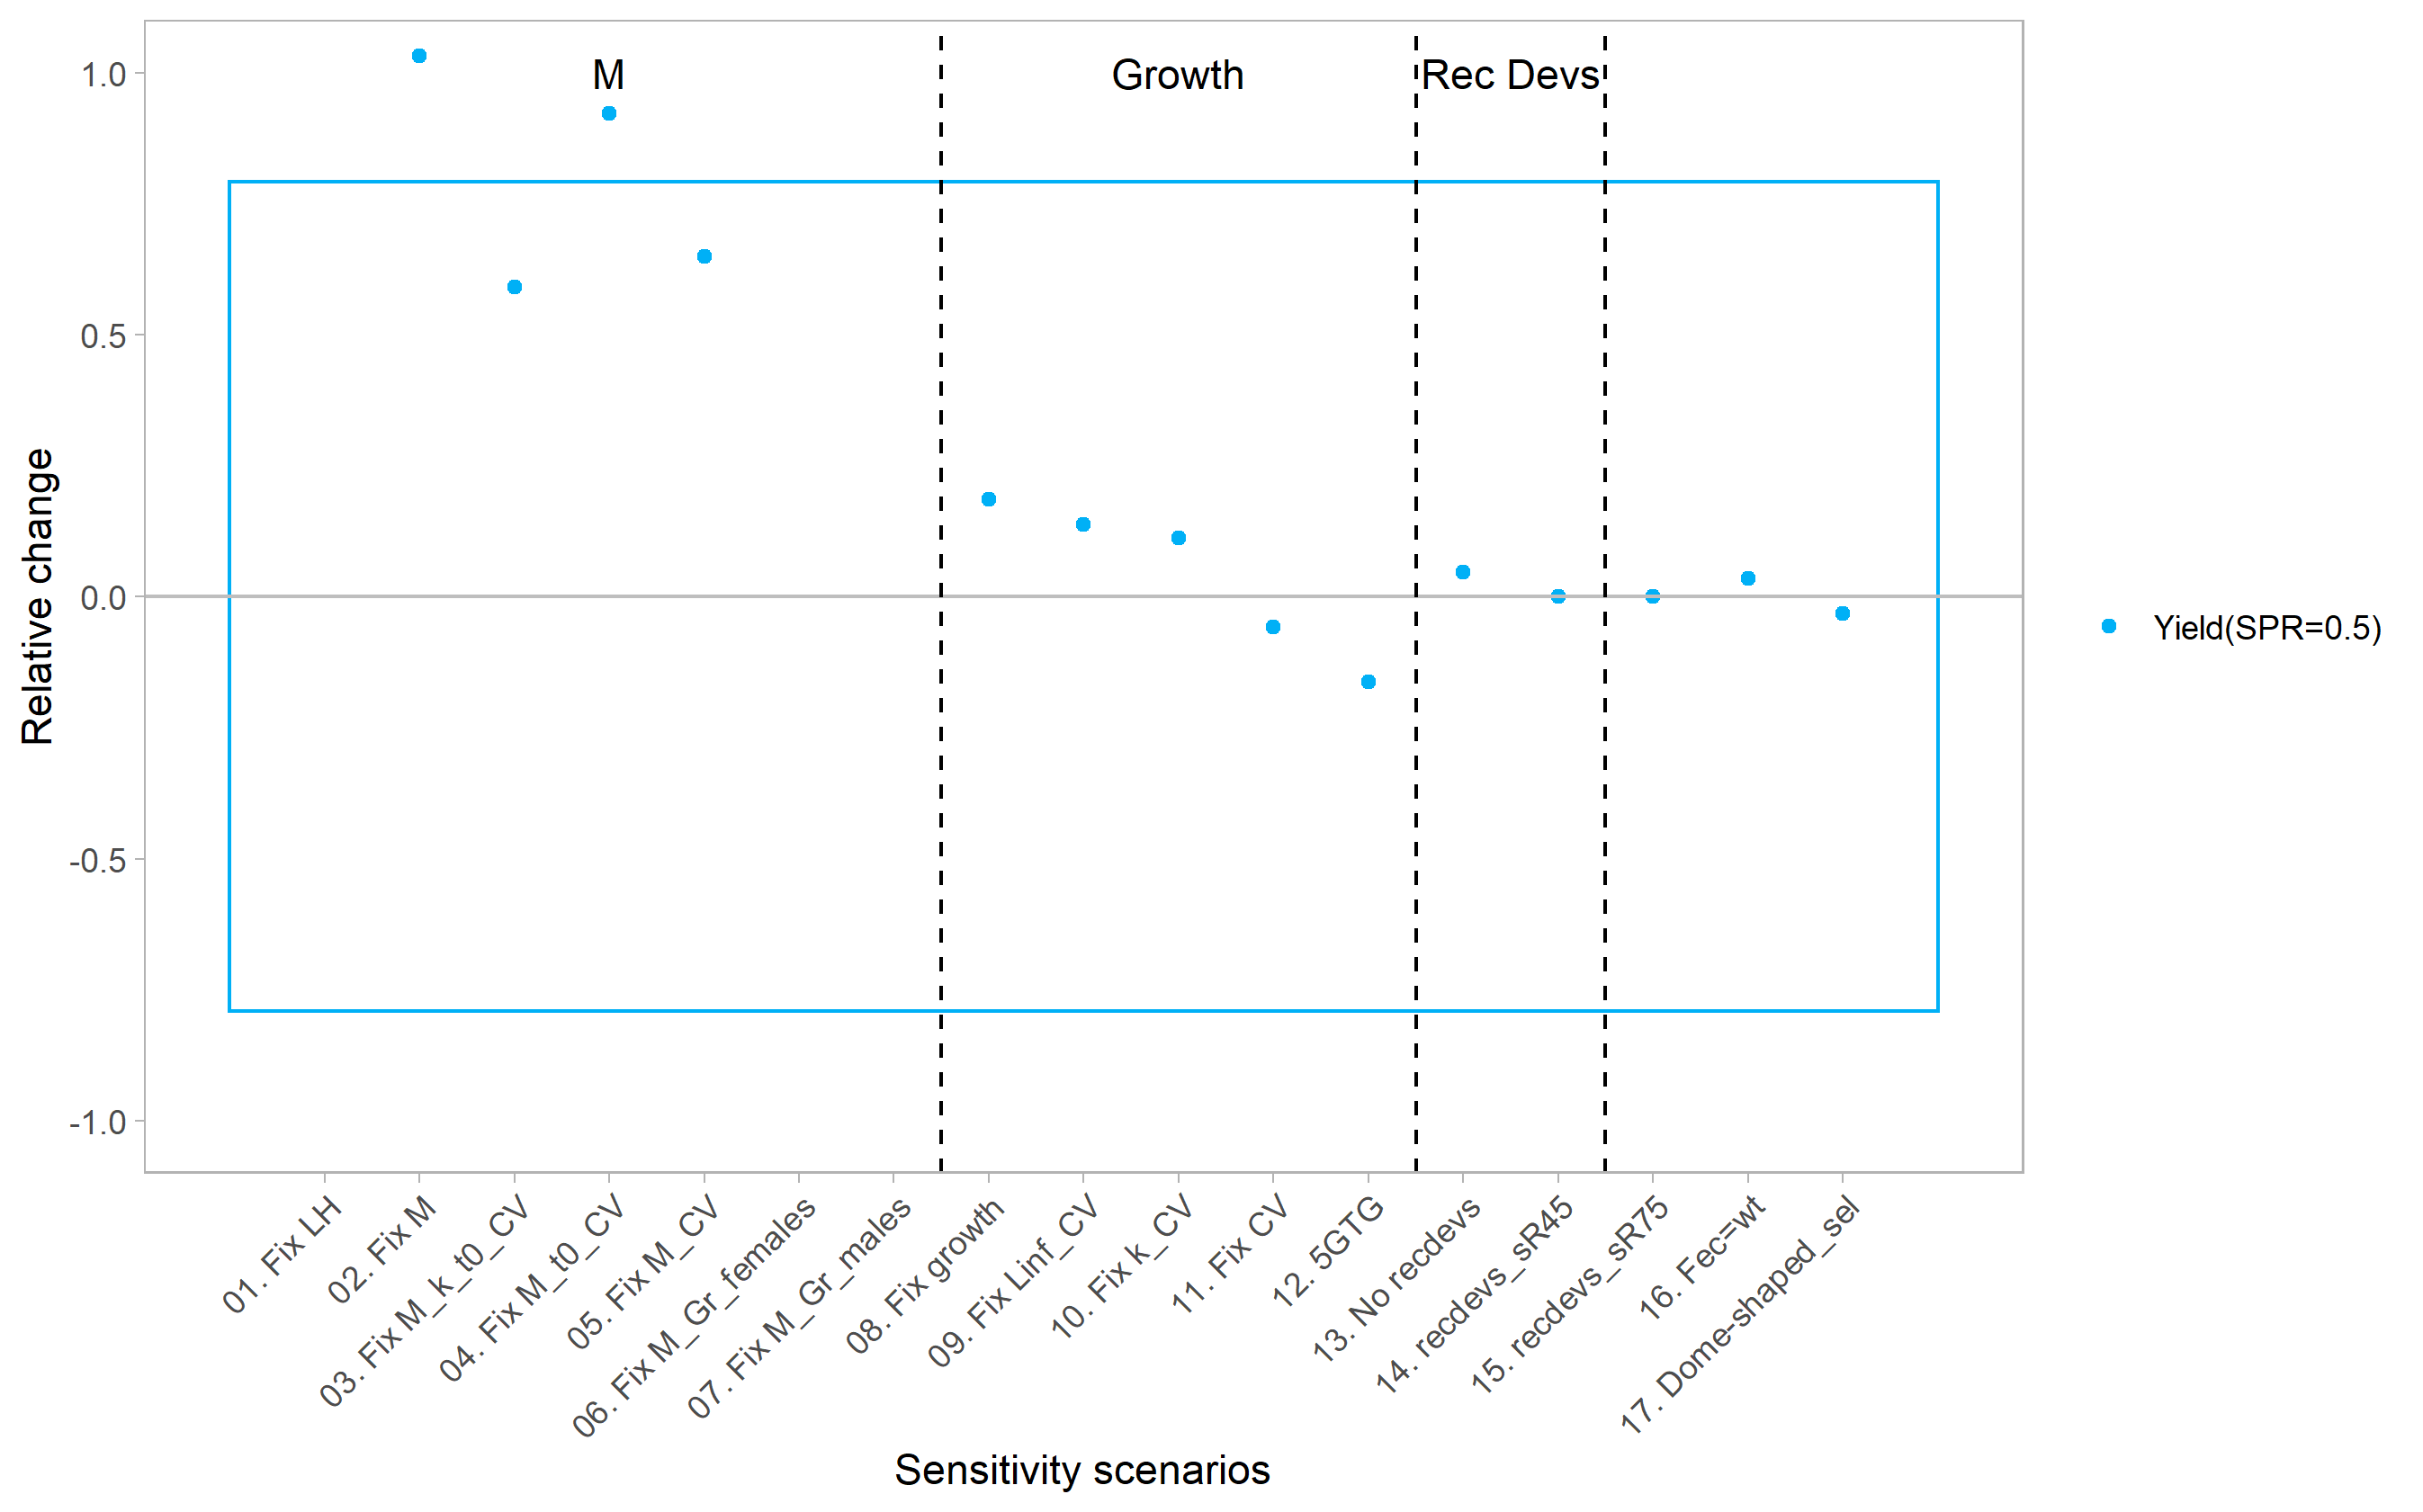 M
Growth
Rec Devs
1.0
0.5
0.0
-0.5
-1.0
Relative change
Yield(SPR=0.5)
01. Fix LH
02. Fix M
03. Fix M_k_t0_CV
04. Fix M_t0_CV
05. Fix M_CV
06. Fix M_Gr_females
07. Fix M_Gr_males
08. Fix growth
09. Fix Linf_CV
10. Fix k_CV
11. Fix CV
12. 5GTG
13. No recdevs
14. recdevs_sR45
15. recdevs_sR75
16. Fec=wt
17. Dome-shaped_sel
Sensitivity scenarios